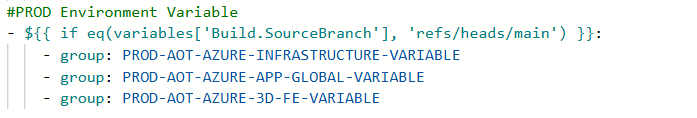 #PROD Environment Variable
- ${{ if eq(variables['Build.SourceBranch'], 'refs/heads/main') }}:
    - group: PROD-AOT-AZURE-INFRASTRUCTURE-VARIABLE
    - group: PROD-AOT-AZURE-APP-GLOBAL-VARIABLE
    - group: PROD-AOT-AZURE-3D-FE-VARIABLE